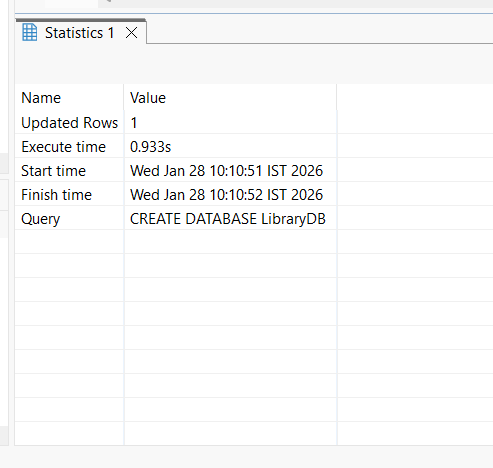 Statistics 1
Name Value
Updated Rows 1
Execute time 0.933s
Start time Wed Jan 28 10:10:51 IST 2026
Finish time Wed Jan 28 10:10:52 IST 2026
Query CREATE DATABASE LibraryDB